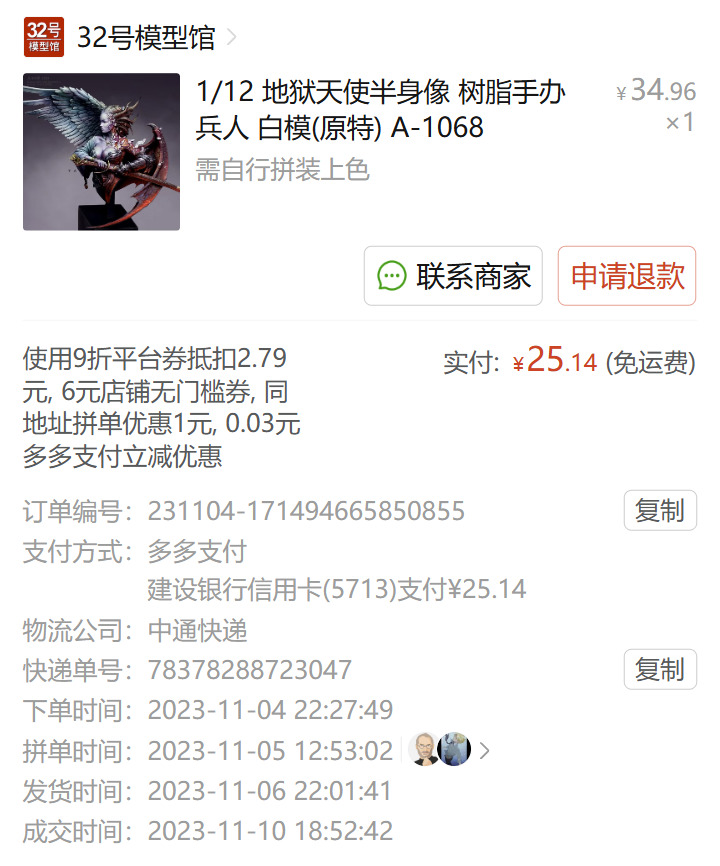 32号
模型馆
32号模型馆
1/12 地狱天使半身像 树脂手办
兵人 白模(原特) A-1068
¥34.96
×1
需自行拼装上色
联系商家
申请退款
使用9折平台券抵扣2.79
元, 6元店铺无门槛券, 同
地址拼单优惠1元, 0.03元
多多支付立减优惠
实付: ¥25.14 (免运费)
订单编号: 231104-171494665850855
复制
支付方式: 多多支付
建设银行信用卡(5713)支付¥25.14
物流公司: 中通快递
快递单号: 78378288723047
复制
下单时间: 2023-11-04 22:27:49
拼单时间: 2023-11-05 12:53:02
发货时间: 2023-11-06 22:01:41
成交时间: 2023-11-10 18:52:42